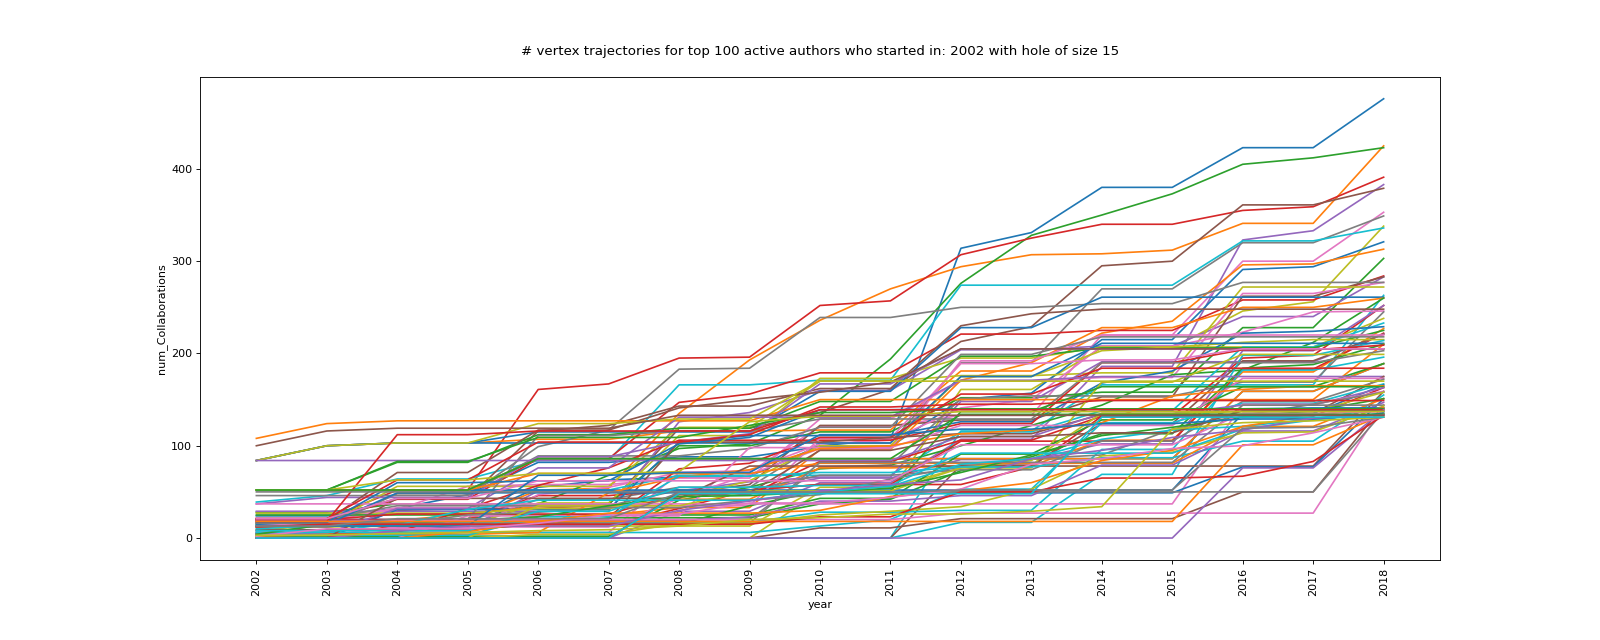 # vertex trajectories for top 100 active authors who started in: 2002 with hole of size 15
num_Collaborations
400
300
200
100
0
2002 2003 2004 2005 2006 2007 2008 2009 2010 2011 2012 2013 2014 2015 2016 2017 2018
year